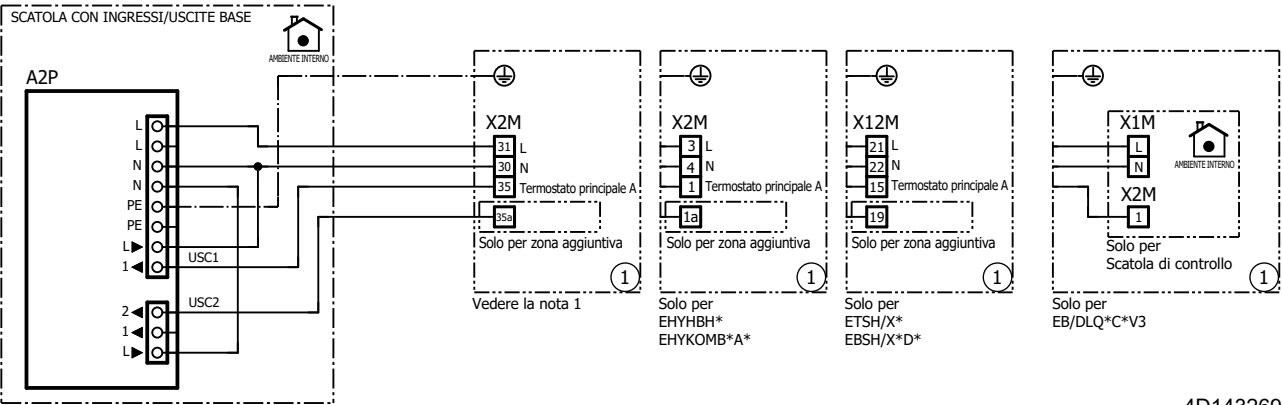 SCATOLA CON INGRESSI/USCITE BASE
AMBIENTE INTERNO
A2P
L
L
N
N
PE
PE
L▶
1◀
USC1
2◀
USC2
1◀
L▶
X2M
31 L
30 N
35 Termostato principale A
35a
Solo per zona aggiuntiva
1
Vedere la nota 1
X2M
3 L
4 N
1 Termostato principale A
1a
Solo per zona aggiuntiva
1
Solo per
EHYHBH*
EHYKOMB*A*
X12M
21 L
22 N
15 Termostato principale A
19
Solo per zona aggiuntiva
1
Solo per
ETSH/X*
EBSH/X*D*
X1M
L
N
AMBIENTE INTERNO
X2M
1
Solo per
Scatola di controllo
1
Solo per
EB/DLQ*C*V3